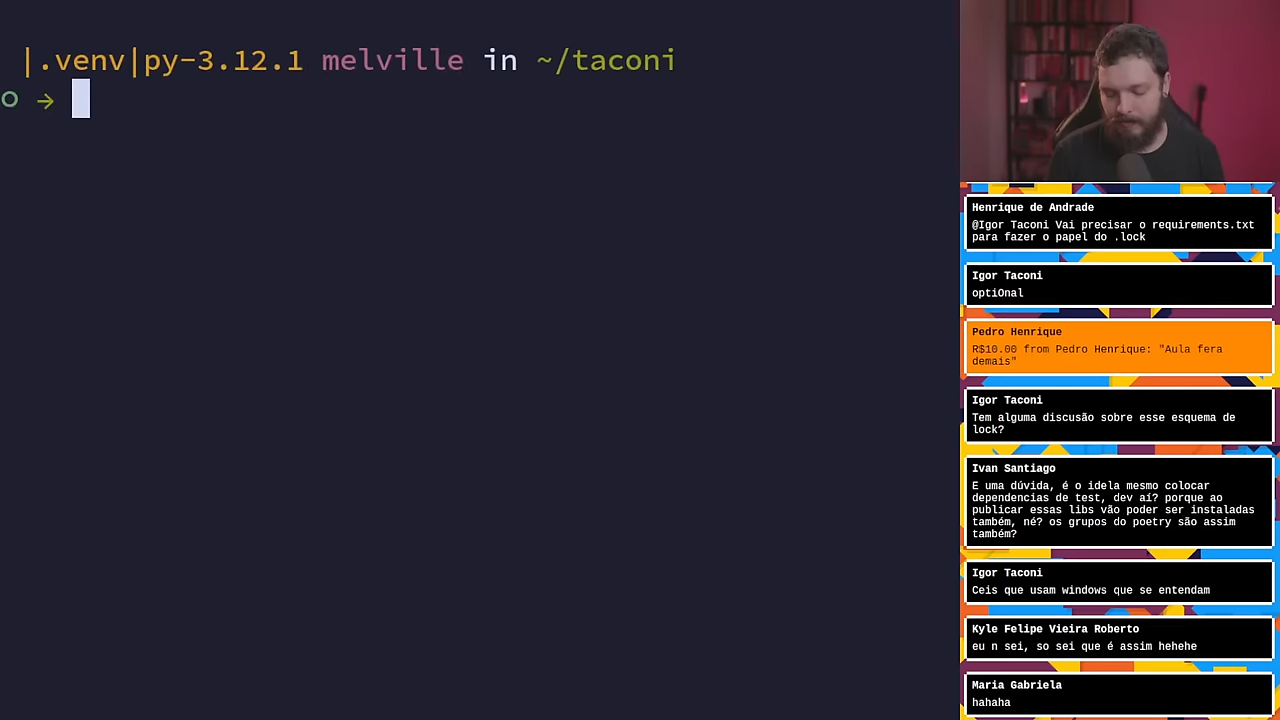 |.venv|py-3.12.1 melville in ~/taconi
○ →
Henrique de Andrade
@Igor Taconi Vai precisar o requirements.txt
para fazer o papel do .lock
Igor Taconi
optiOnal
Pedro Henrique
R$10.00 from Pedro Henrique: "Aula fera
demais"
Igor Taconi
Tem alguma discusão sobre esse esquema de
lock?
Ivan Santiago
E uma dúvida, é o idela mesmo colocar
dependencias de test, dev aí? porque ao
publicar essas libs vão poder ser instaladas
também, né? os grupos do poetry são assim
também?
Igor Taconi
Ceis que usam windows que se entendam
Kyle Felipe Vieira Roberto
eu n sei, so sei que é assim hehehe
Maria Gabriela
hahaha